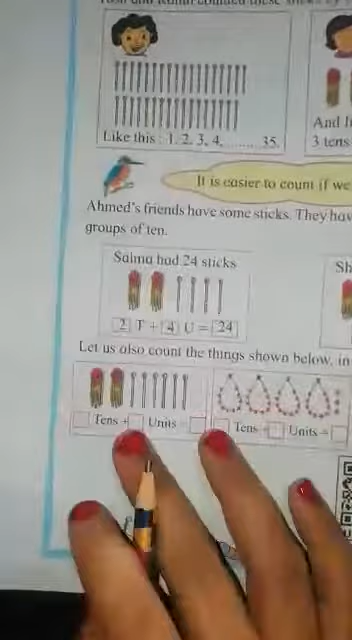 Like this : 1, 2, 3, 4, ........ 35.
And
3 tens
It is easier to count if we
Ahmed's friends have some sticks. They
groups of ten.
Salma had 24 sticks
Sh
2 T + 4 U = 24
Let us also count the things shown below, in
Tens + Units = Tens Units =